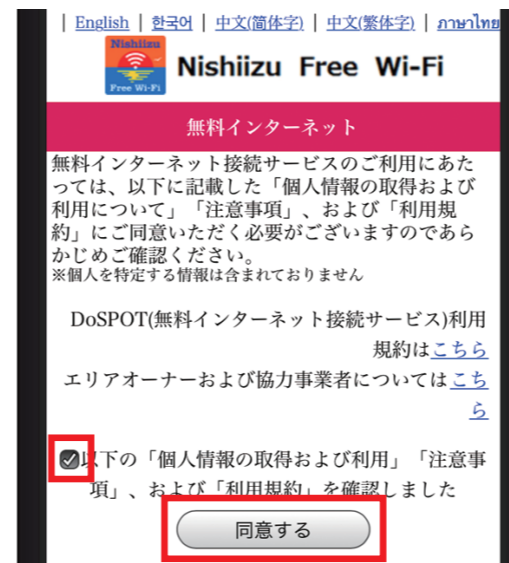 | English | 한국어 | 中文(简体字) | 中文(繁体字) | ภาษาไทย
Nishiizu
Free Wi-Fi
Nishiizu Free Wi-Fi
無料インターネット
無料インターネット接続サービスのご利用にあた
っては、以下に記載した「個人情報の取得および
利用について」「注意事項」、および「利用規
約」にご同意いただく必要がございますのであら
かじめご確認ください。
※個人を特定する情報は含まれておりません
DoSPOT(無料インターネット接続サービス)利用
規約はこちら
エリアオーナーおよび協力事業者についてはこち
ら
以下の「個人情報の取得および利用」「注意事
項」、および「利用規約」を確認しました
同意する